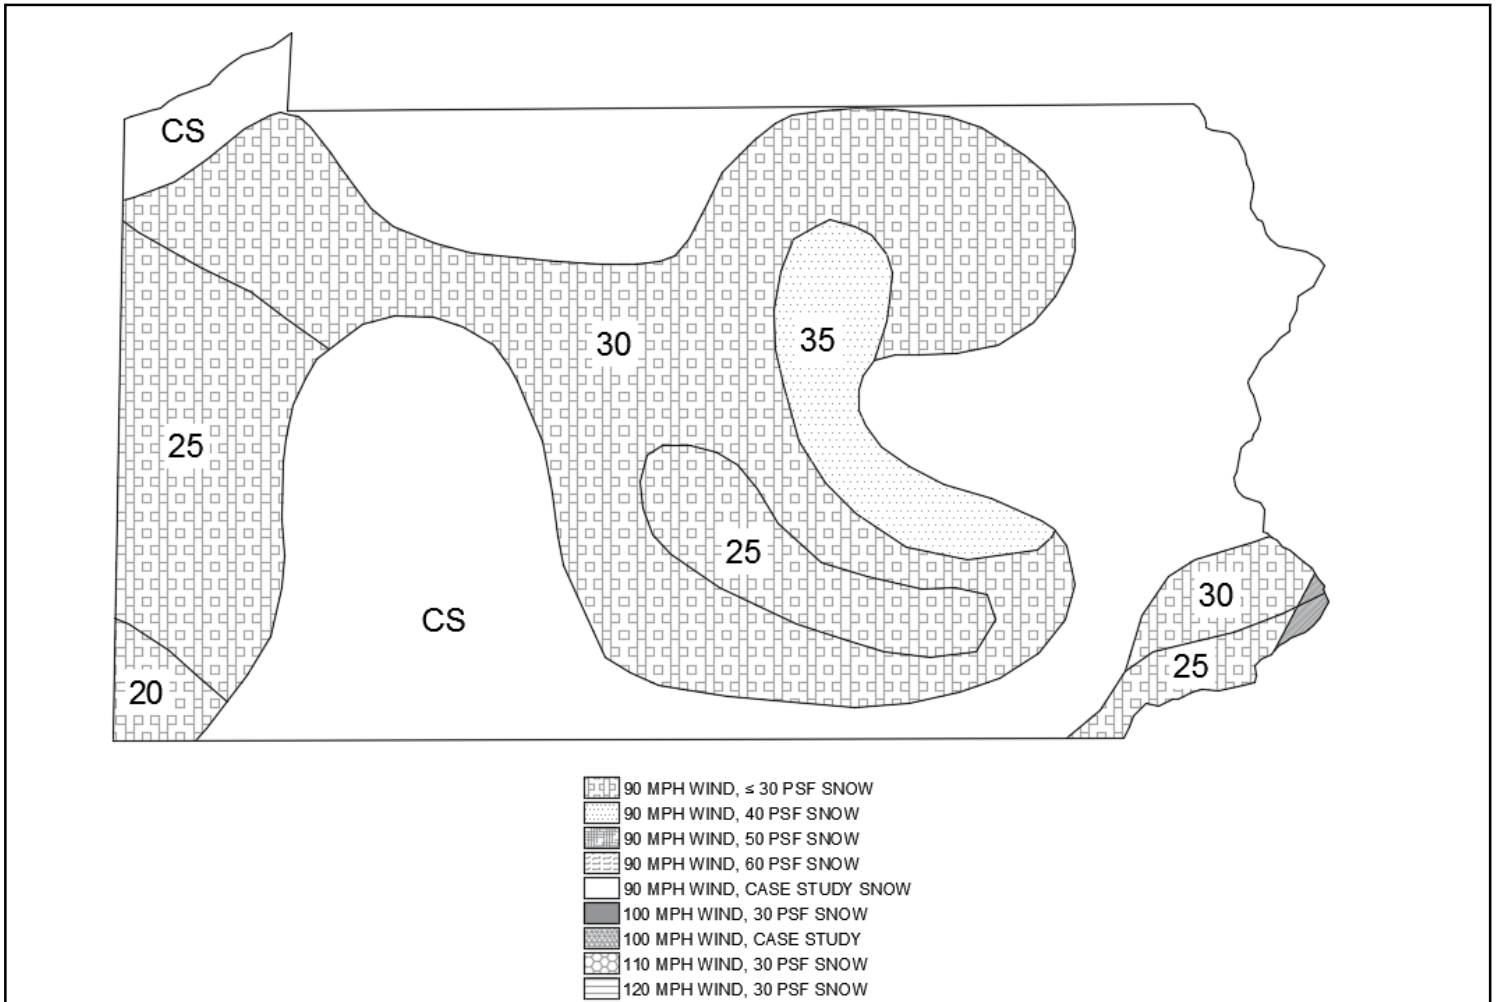 CS
30
35
25
25
CS
30
25
20
90 MPH WIND, ≤ 30 PSF SNOW
90 MPH WIND, 40 PSF SNOW
90 MPH WIND, 50 PSF SNOW
90 MPH WIND, 60 PSF SNOW
90 MPH WIND, CASE STUDY SNOW
100 MPH WIND, 30 PSF SNOW
100 MPH WIND, CASE STUDY
110 MPH WIND, 30 PSF SNOW
120 MPH WIND, 30 PSF SNOW